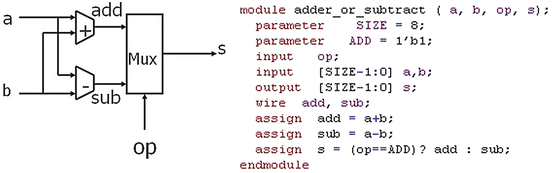 a
b
add
+
-
sub
Mux
s
op
module adder_or_subtract ( a, b, op, s);
parameter SIZE = 8;
parameter ADD = 1'b1;
input op;
input [SIZE-1:0] a,b;
output [SIZE-1:0] s;
wire add, sub;
assign add = a+b;
assign sub = a-b;
assign s = (op==ADD)? add : sub;
endmodule